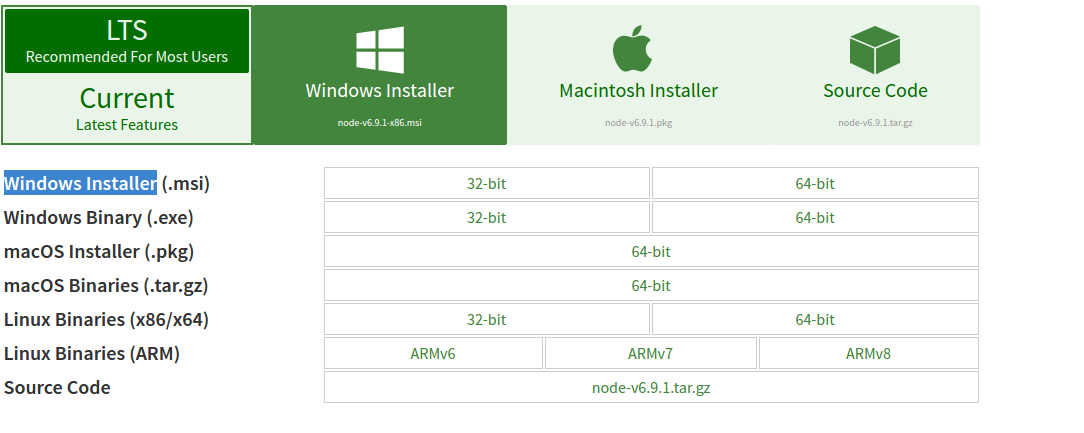 LTS
Recommended For Most Users
Current
Latest Features
Windows Installer
node-v6.9.1-x86.msi
Macintosh Installer
node-v6.9.1.pkg
Source Code
node-v6.9.1.tar.gz
Windows Installer (.msi) 32-bit 64-bit
Windows Binary (.exe) 32-bit 64-bit
macOS Installer (.pkg) 64-bit
macOS Binaries (.tar.gz) 64-bit
Linux Binaries (x86/x64) 32-bit 64-bit
Linux Binaries (ARM) ARMv6 ARMv7 ARMv8
Source Code node-v6.9.1.tar.gz